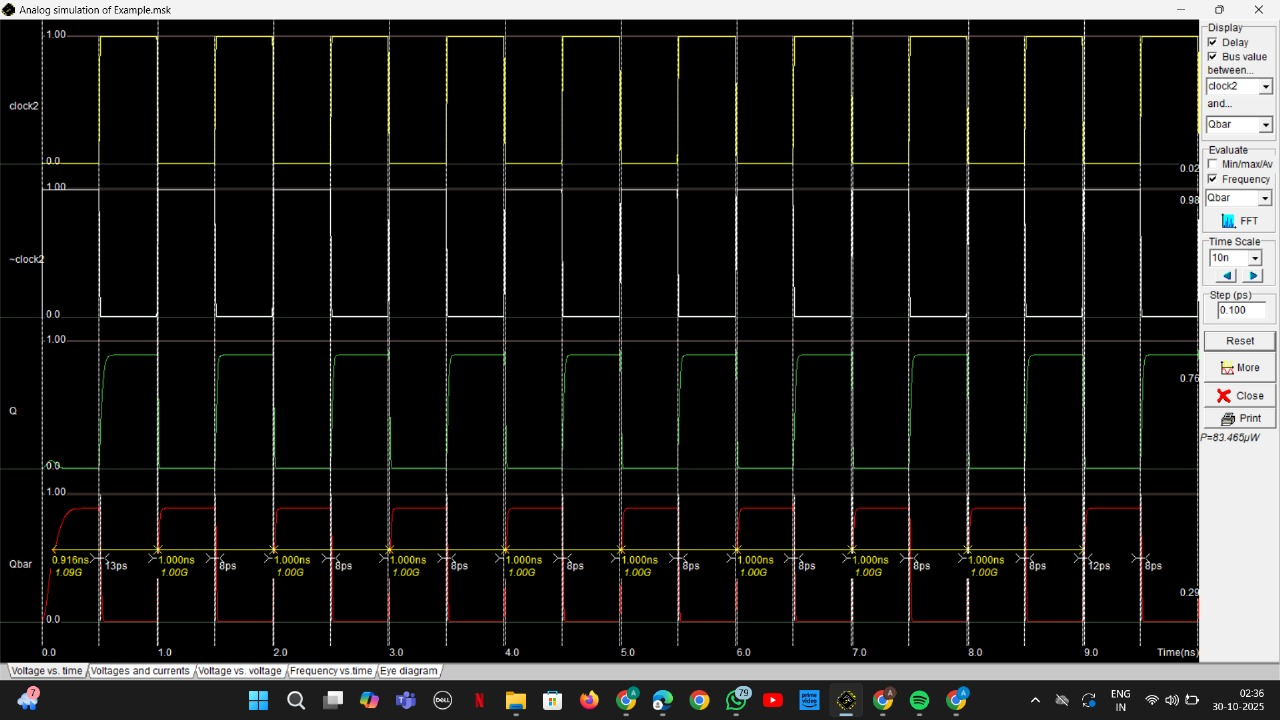 Analog simulation of Example.msk
1.00
clock2
0.0
0.02
1.00
0.98
~clock2
0.0
1.00
0.76
Q
0.0
1.00
0.916ns 13ps 1.000ns 8ps 1.000ns 8ps 1.000ns 8ps 1.000ns 8ps 1.000ns 8ps 1.000ns 8ps 1.000ns 8ps 1.000ns 8ps 12ps 8ps
Qbar
1.09G 1.00G 1.00G 1.00G 1.00G 1.00G 1.00G 1.00G 1.00G
0.29
0.0
0.0 1.0 2.0 3.0 4.0 5.0 6.0 7.0 8.0 9.0 Time(ns)
Display
Delay
Bus value
between...
clock2
and...
Qbar
Evaluate
Min/max/Av
Frequency
Qbar
FFT
Time Scale
10n
Step (ps)
0.100
Reset
More
Close
Print
P=83.465µW
Voltage vs. time Voltages and currents Voltage vs. voltage Frequency vs.time Eye diagram
7
DELL
N
A
79
prime video
A
A
ENG
IN
02:36
30-10-2025